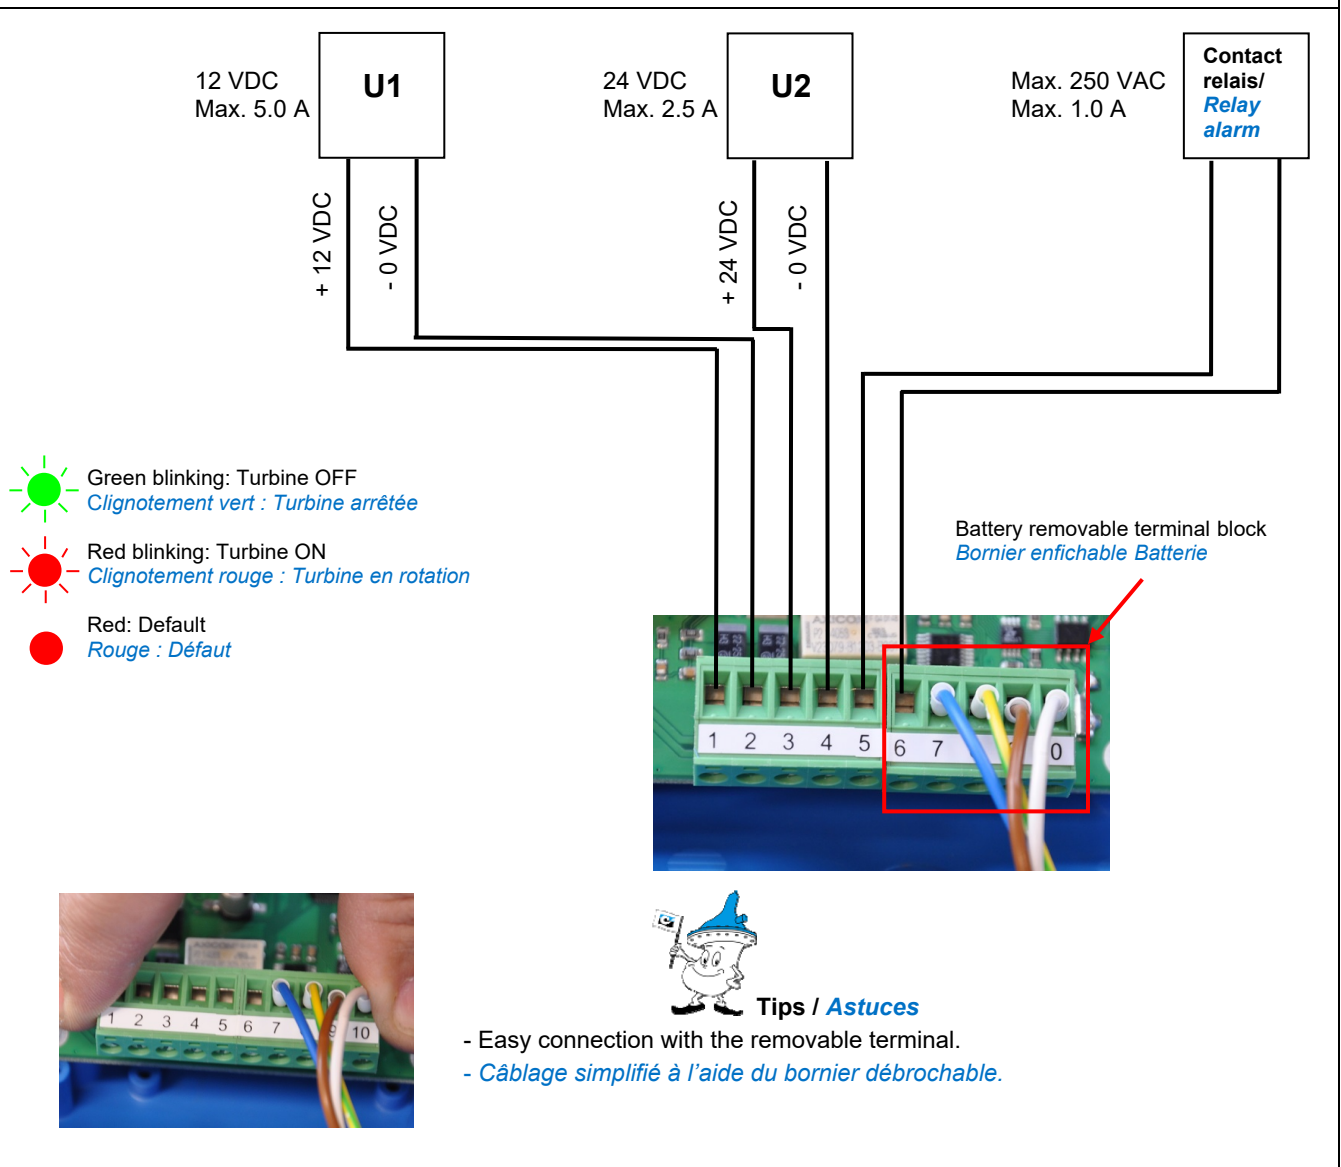 12 VDC
Max. 5.0 A
U1
24 VDC
Max. 2.5 A
U2
Max. 250 VAC
Max. 1.0 A
Contact
relais/
Relay
alarm
+ 12 VDC
- 0 VDC
+ 24 VDC
- 0 VDC
Green blinking: Turbine OFF
Clignotement vert : Turbine arrêtée
Red blinking: Turbine ON
Clignotement rouge : Turbine en rotation
Red: Default
Rouge : Défaut
Battery removable terminal block
Bornier enfichable Batterie
1 2 3 4 5 6 7 0
1 2 3 4 5 6 7 9 10
Tips / Astuces
- Easy connection with the removable terminal.
- Câblage simplifié à l'aide du bornier débrochable.